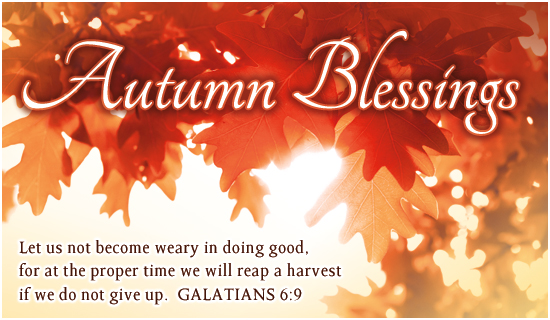 Autumn Blessings
Let us not become weary in doing good,
for at the proper time we will reap a harvest
if we do not give up.  GALATIANS 6:9